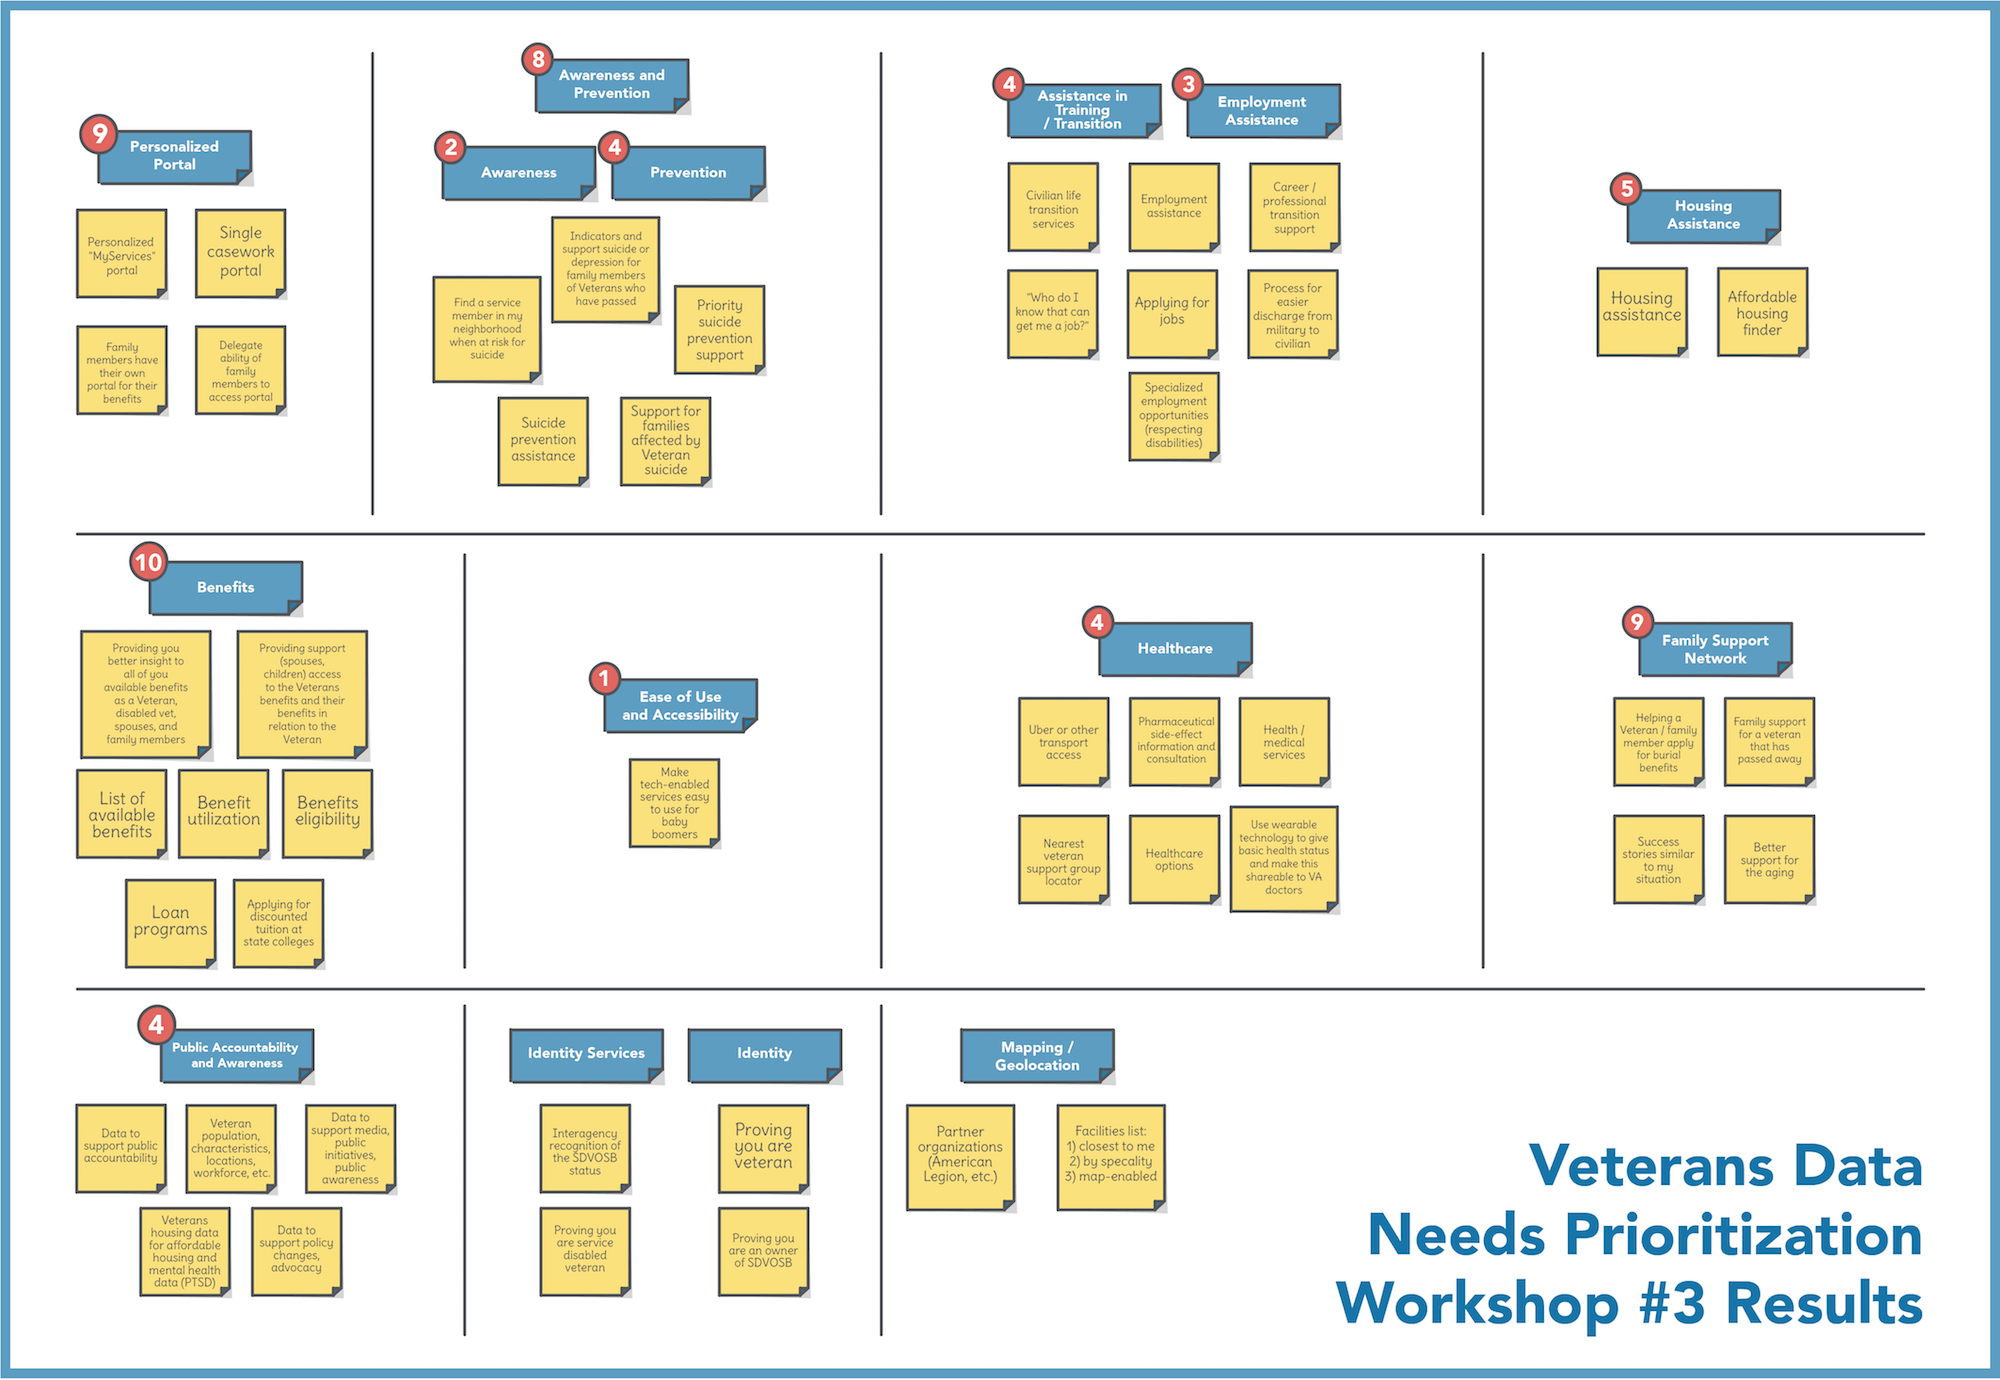 9
Personalized
Portal
Personalized
"MyServices"
portal
Single
casework
portal
Family
members have
their own
portal for their
benefits
Delegate
ability of
family
members to
access portal
8
Awareness and
Prevention
2
Awareness
4
Prevention
Indicators and
support suicide or
depression for
family members
of Veterans who
have passed
Find a service
member in my
neighborhood
when at risk for
suicide
Priority
suicide
prevention
support
Suicide
prevention
assistance
Support for
families
affected by
Veteran
suicide
4
Assistance in
Training
/ Transition
3
Employment
Assistance
Civilian life
transition
services
Employment
assistance
Career /
professional
transition
support
"Who do I
know that can
get me a job?"
Applying for
jobs
Process for
easier
discharge from
military to
civilian
Specialized
employment
opportunities
(respecting
disabilities)
5
Housing
Assistance
Housing
assistance
Affordable
housing
finder
10
Benefits
Providing you
better insight to
all of you
available benefits
as a Veteran,
disabled vet,
spouses, and
family members
Providing support
(spouses,
children) access
to the Veterans
benefits and their
benefits in
relation to the
Veteran
List of
available
benefits
Benefit
utilization
Benefits
eligibility
Loan
programs
Applying for
discounted
tuition at
state colleges
1
Ease of Use
and Accessibility
Make
tech-enabled
services easy
to use for
baby
boomers
4
Healthcare
Uber or other
transport
access
Pharmaceutical
side-effect
information and
consultation
Health /
medical
services
Nearest
veteran
support group
locator
Healthcare
options
Use wearable
technology to give
basic health status
and make this
shareable to VA
doctors
9
Family Support
Network
Helping a
Veteran / family
member apply
for burial
benefits
Family support
for a veteran
that has
passed away
Success
stories similar
to my
situation
Better
support for
the aging
4
Public Accountability
and Awareness
Data to
support public
accountability
Veteran
population,
characteristics,
locations,
workforce, etc.
Data to
support media,
public
initiatives,
public
awareness
Veterans
housing data
for affordable
housing and
mental health
data (PTSD)
Data to
support policy
changes,
advocacy
Identity Services
Identity
Interagency
recognition of
the SDVOSB
status
Proving
you are
veteran
Proving you
are service
disabled
veteran
Proving you
are an owner
of SDVOSB
Mapping /
Geolocation
Partner
organizations
(American
Legion, etc.)
Facilities list:
1) closest to me
2) by specality
3) map-enabled
Veterans Data
Needs Prioritization
Workshop #3 Results